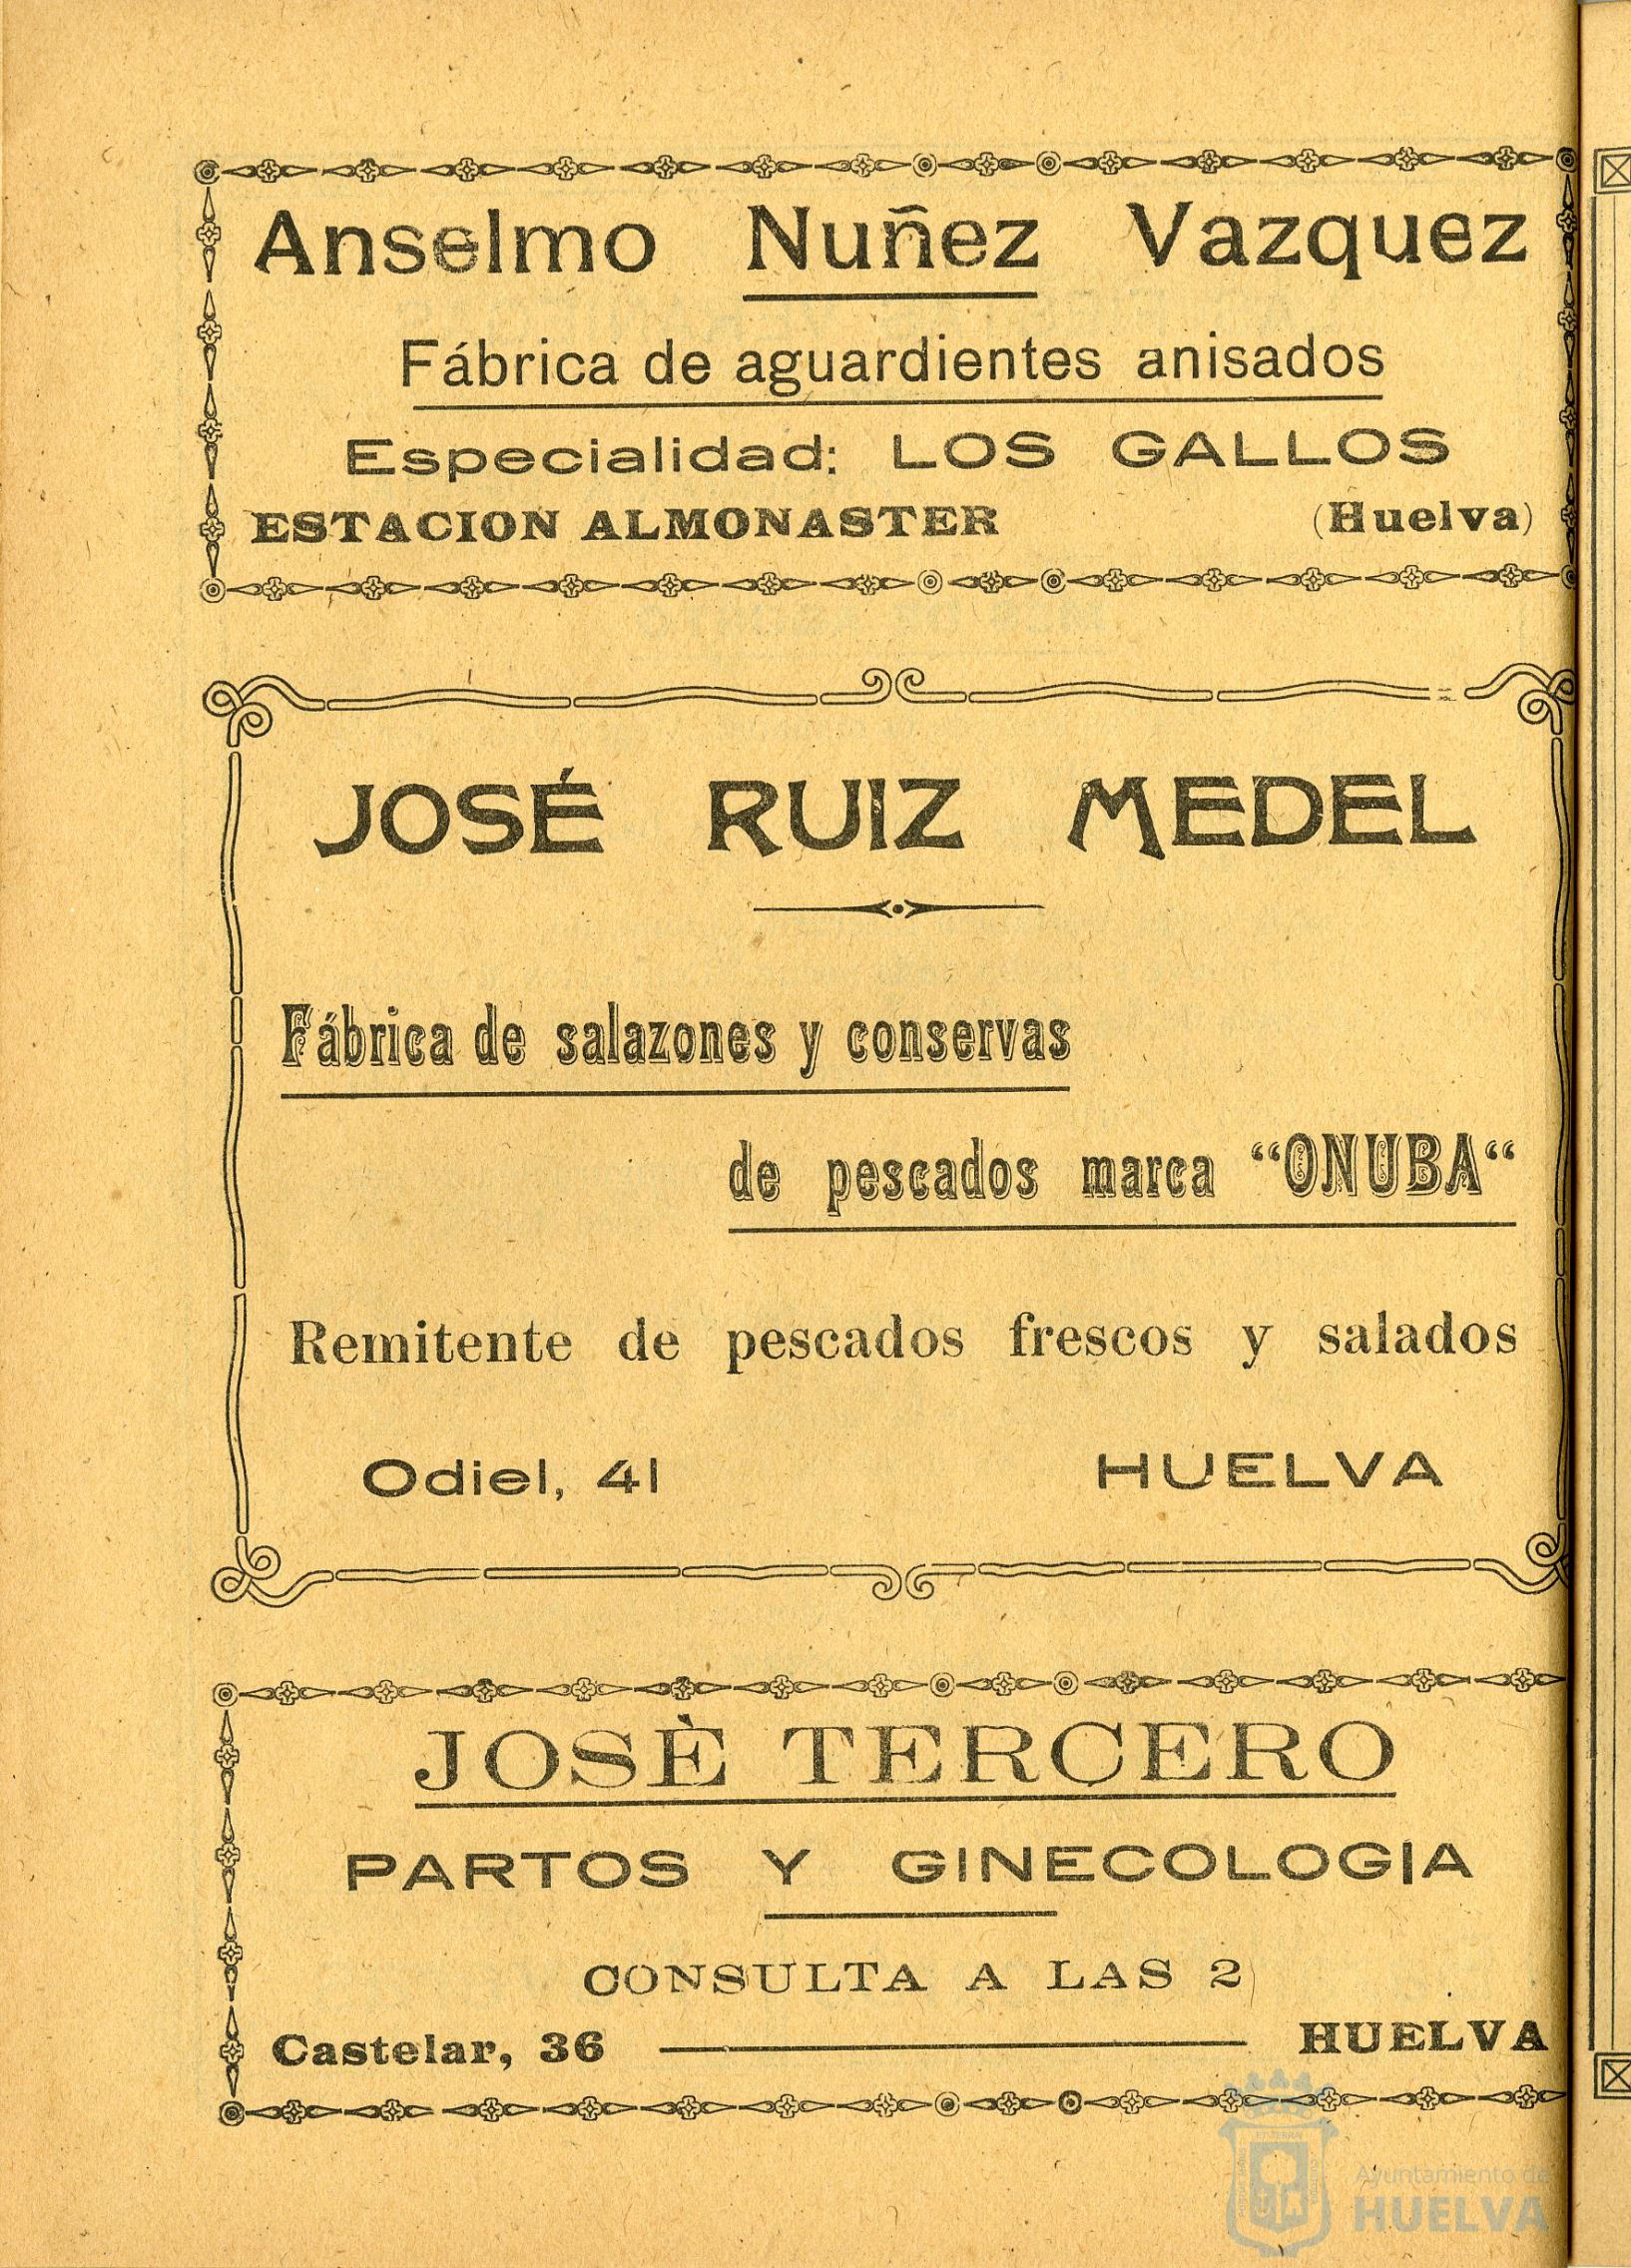 Anselmo Nuñez Vazquez
Fábrica de aguardientes anisados
Especialidad: LOS GALLOS
ESTACION ALMONASTER (Huelva)
JOSÉ RUIZ MEDEL
Fábrica de salazones y conservas
de pescados marca “ONUBA“
Remitente de pescados frescos y salados
Odiel, 41 HUELVA
JOSÈ TERCERO
PARTOS Y GINECOLOGIA
CONSULTA A LAS 2
Castelar, 36 HUELVA
Ayuntamiento de
HUELVA